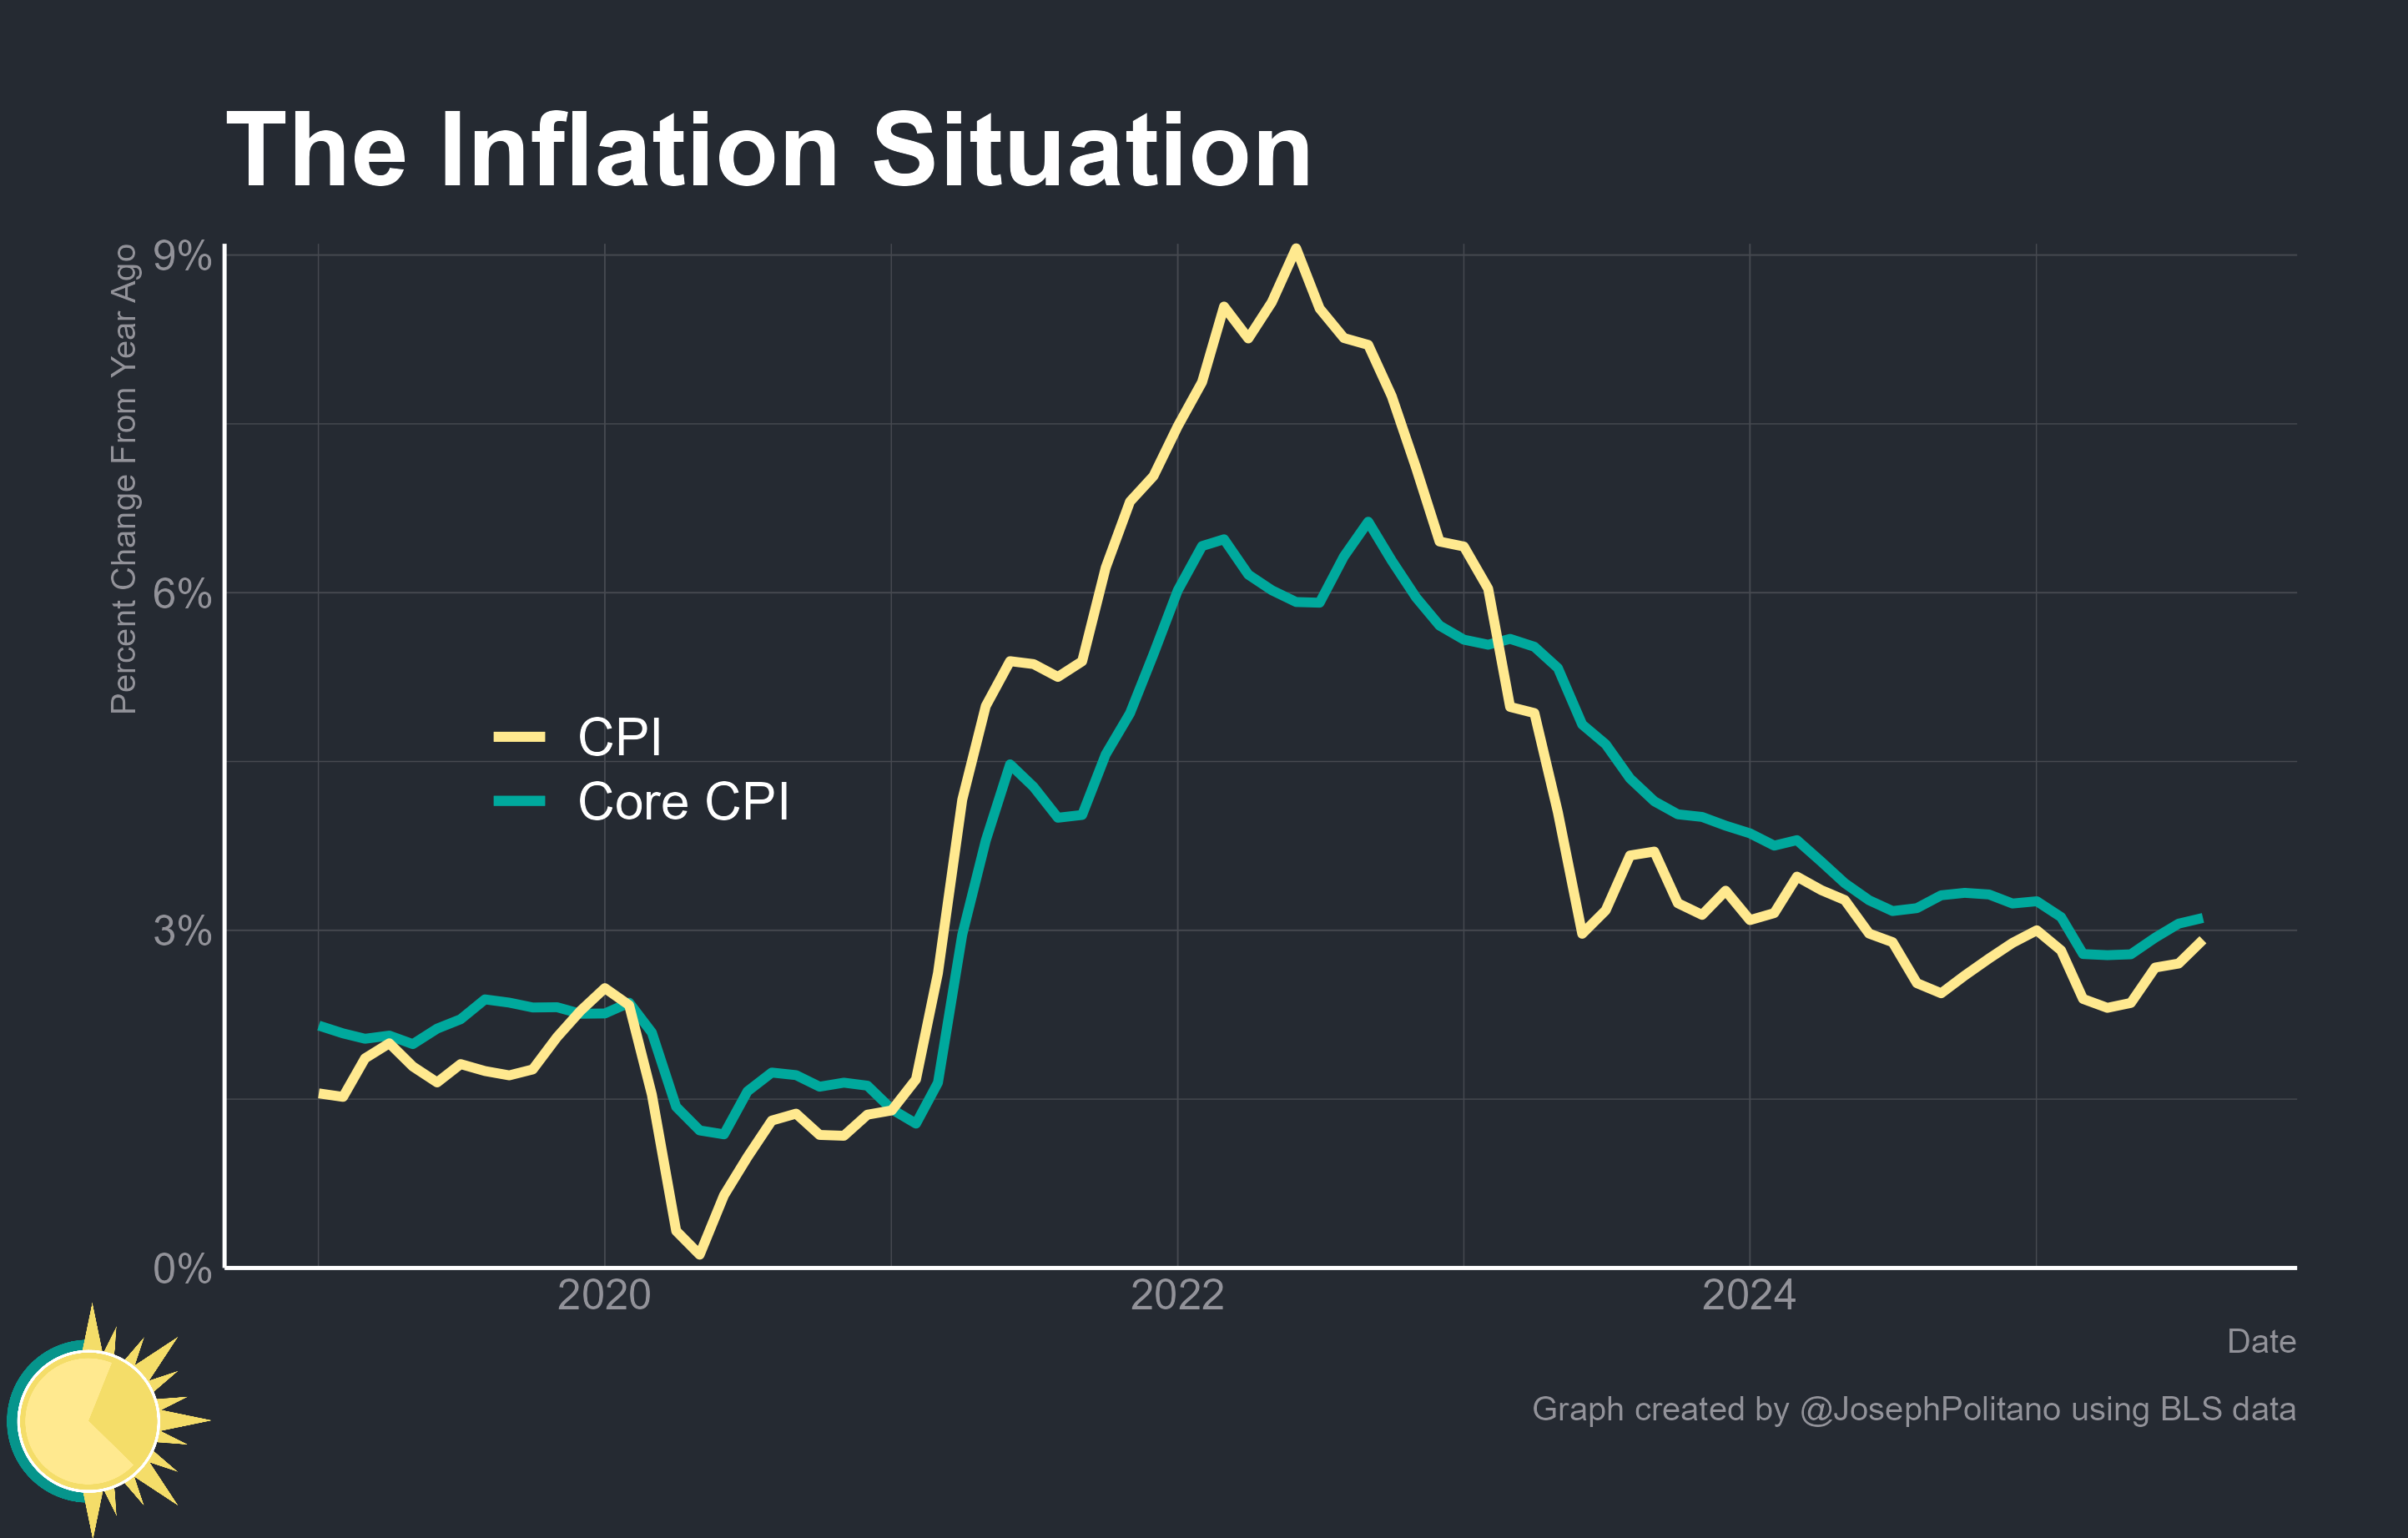 The Inflation Situation
Percent Change From Year Ago
9%
6%
3%
0%
CPI
Core CPI
2020
2022
2024
Date
Graph created by @JosephPolitano using BLS data